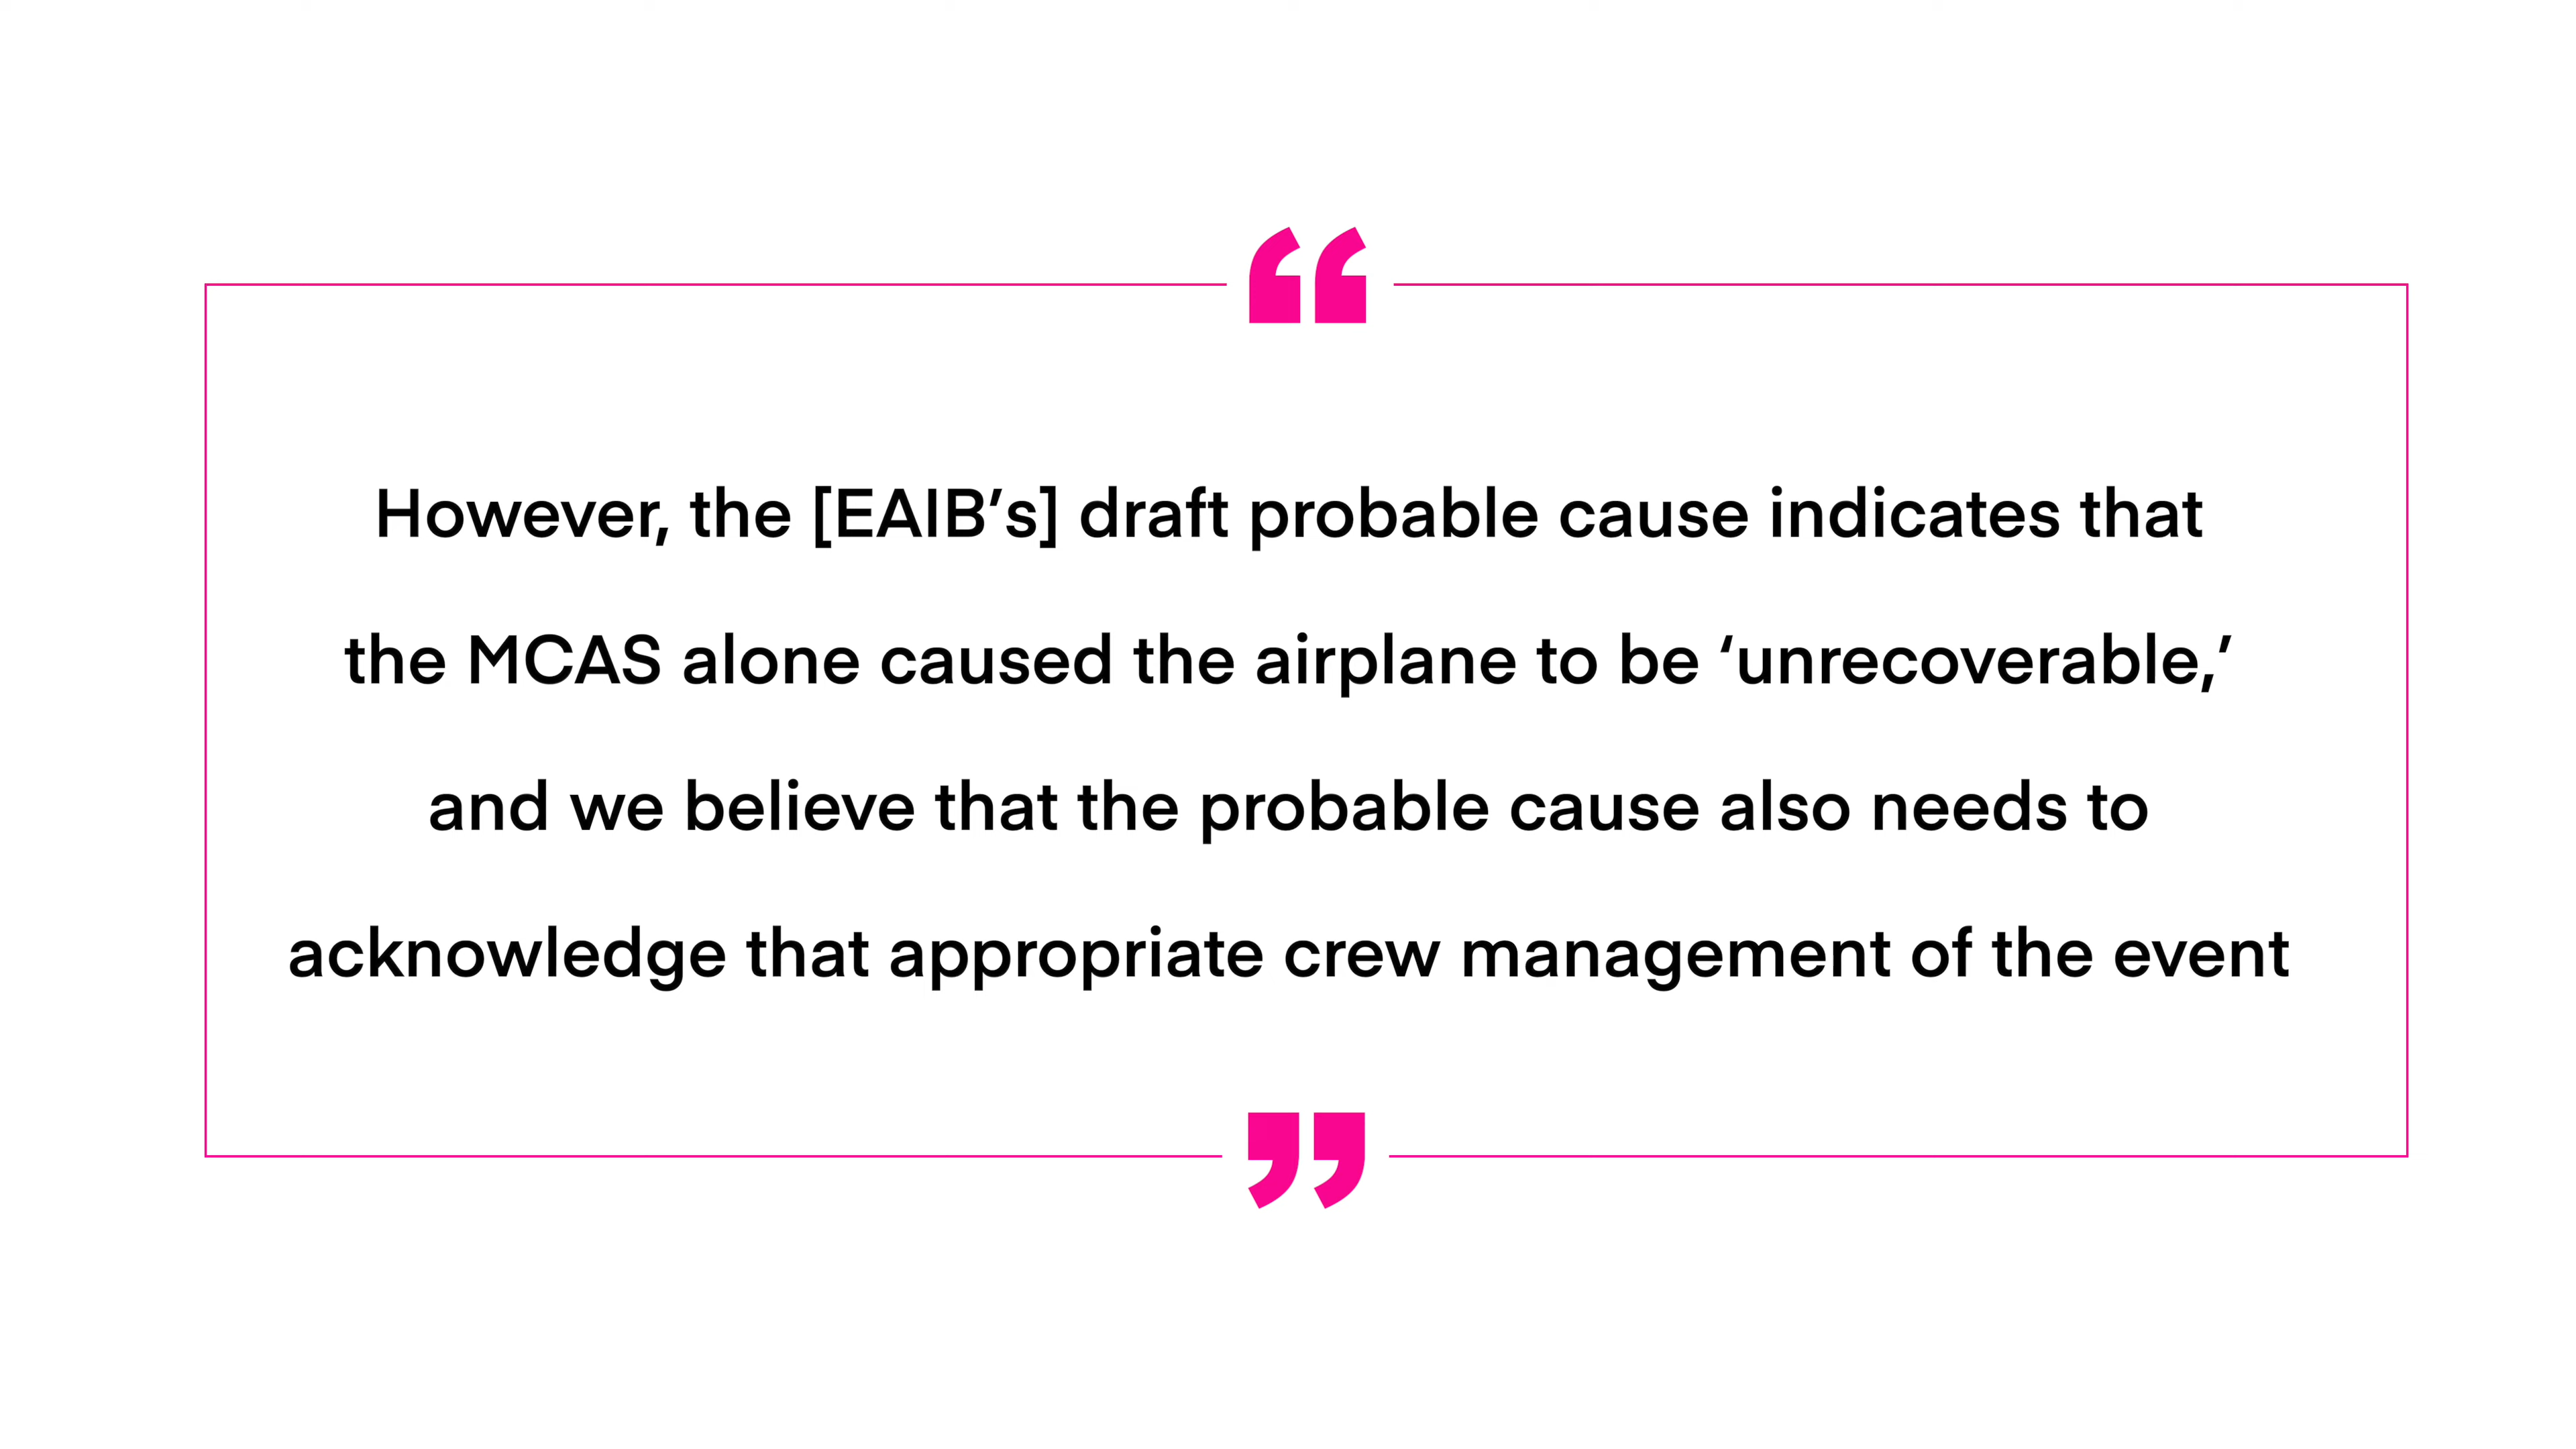 “
However, the [EAIB’s] draft probable cause indicates that
the MCAS alone caused the airplane to be ‘unrecoverable,’
and we believe that the probable cause also needs to
acknowledge that appropriate crew management of the event
”